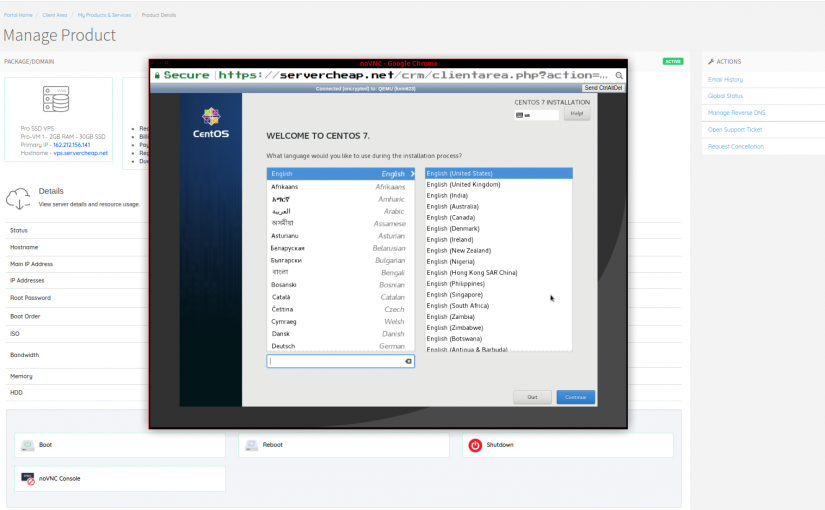 Portal Home / Client Area / My Products & Services / Product Details
Manage Product
PACKAGE/DOMAIN
ACTIVE
ACTIONS
Email History
Global Status
Manage Reverse DNS
Open Support Ticket
Request Cancellation
Pro SSD VPS
Pro-VM 1 - 2GB RAM - 30GB SSD
Primary IP - 162.212.156.141
Hostname - vps.servercheap.net
Rec
Billi
Pay
Reg
Due
Details
View server details and resource usage.
Status
Hostname
Main IP Address
IP Addresses
Root Password
Boot Order
ISO
Bandwidth
Memory
HDD
noVNC - Google Chrome
Secure | https://servercheap.net/crm/clientarea.php?action=...
Connected (encrypted) to: QEMU (kvm623)
Send CtrlAltDel
CentOS
CENTOS 7 INSTALLATION
us
Help!
WELCOME TO CENTOS 7.
What language would you like to use during the installation process?
English English
Afrikaans Afrikaans
አማርኛ Amharic
العربية Arabic
অসমীয়া Assamese
Asturianu Asturian
Беларуская Belarusian
Български Bulgarian
বাংলা Bengali
Bosanski Bosnian
Català Catalan
Čeština Czech
Cymraeg Welsh
Dansk Danish
Deutsch German
English (United States)
English (United Kingdom)
English (India)
English (Australia)
English (Canada)
English (Denmark)
English (Ireland)
English (New Zealand)
English (Nigeria)
English (Hong Kong SAR China)
English (Philippines)
English (Singapore)
English (South Africa)
English (Zambia)
English (Zimbabwe)
English (Botswana)
English (Antigua & Barbuda)
Quit
Continue
Boot
Reboot
Shutdown
noVNC Console